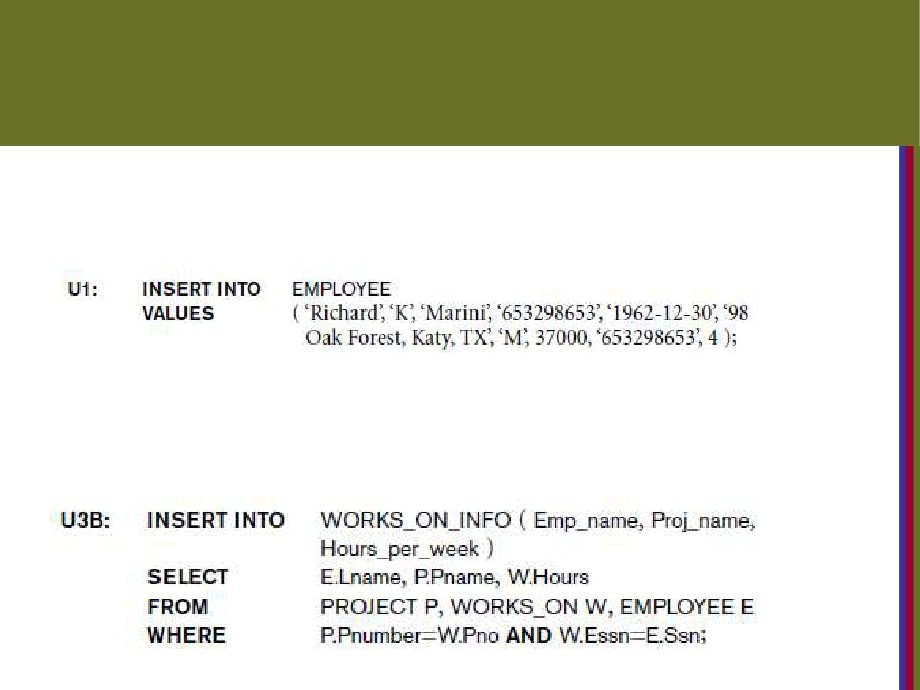 U1: INSERT INTO EMPLOYEE
VALUES ( ‘Richard’, ‘K’, ‘Marini’, ‘653298653’, ‘1962-12-30’, ‘98
Oak Forest, Katy, TX’, ‘M’, 37000, ‘653298653’, 4 );
U3B: INSERT INTO WORKS_ON_INFO ( Emp_name, Proj_name,
Hours_per_week )
SELECT E.Lname, P.Pname, W.Hours
FROM PROJECT P, WORKS_ON W, EMPLOYEE E
WHERE P.Pnumber=W.Pno AND W.Essn=E.Ssn;